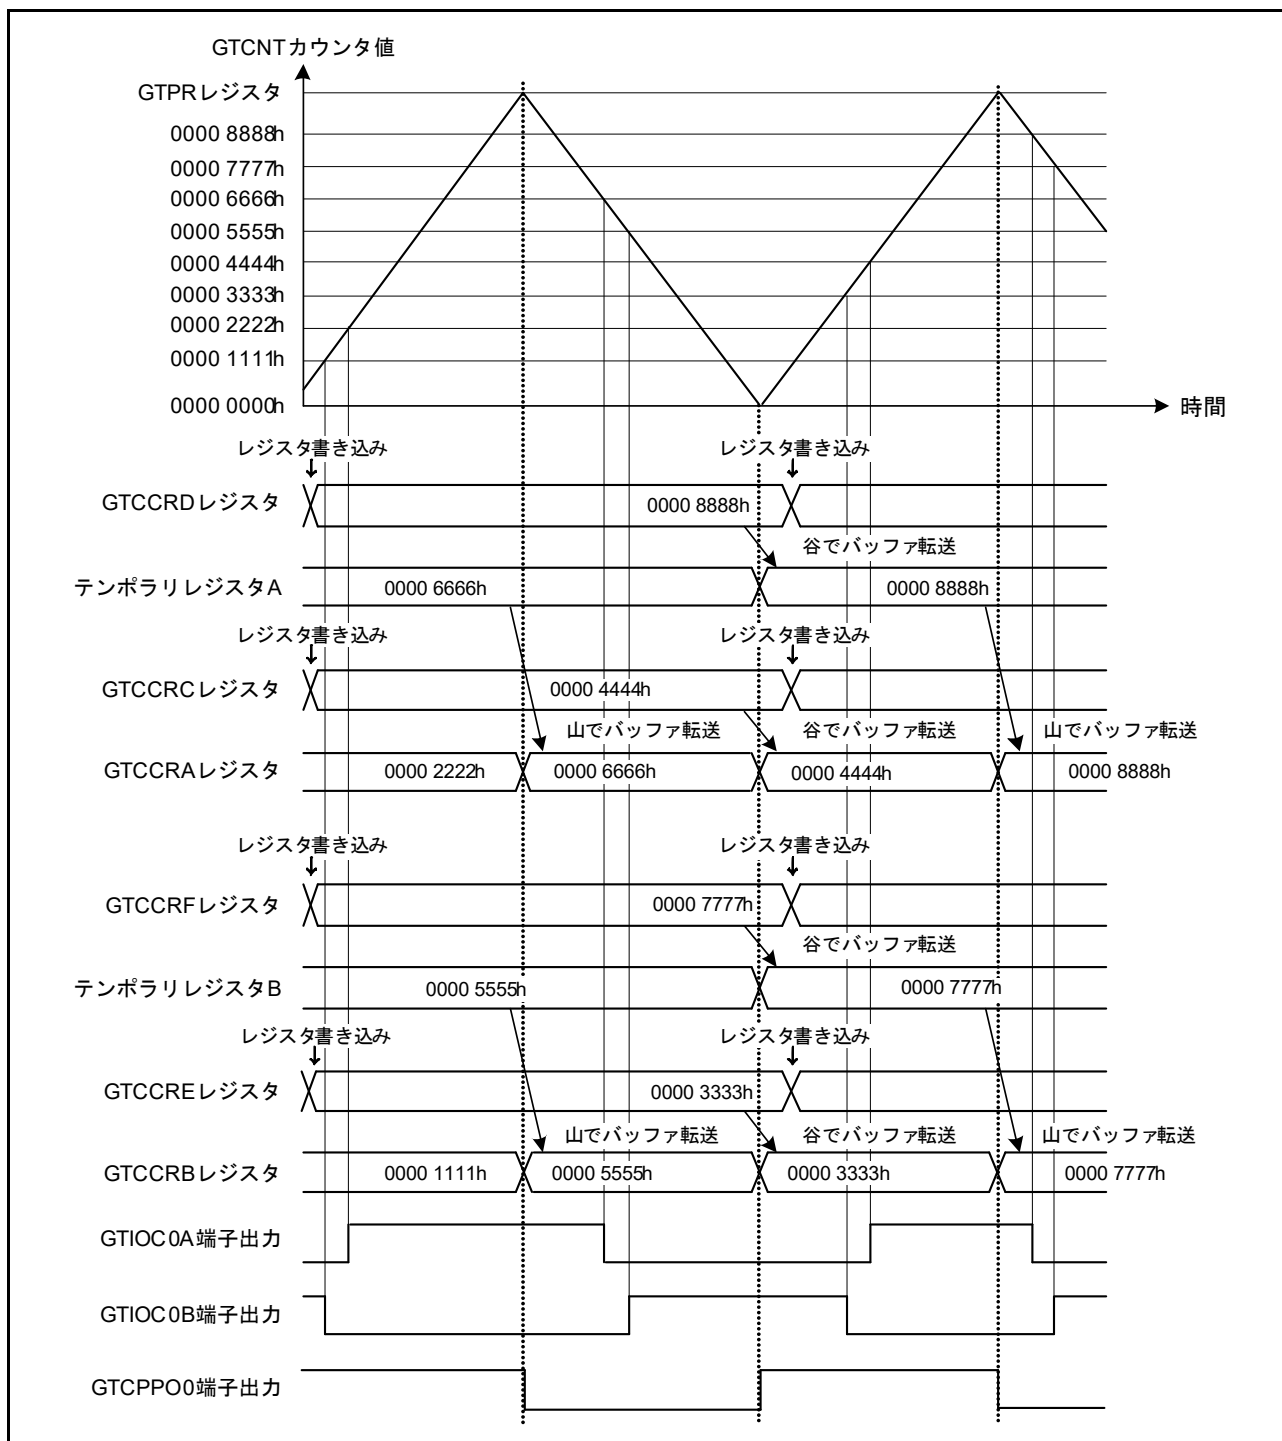 GTCNTカウンタ値
GTPRレジスタ
0000 8888h
0000 7777h
0000 6666h
0000 5555h
0000 4444h
0000 3333h
0000 2222h
0000 1111h
0000 0000h
時間
レジスタ書き込み レジスタ書き込み
GTCCRDレジスタ 0000 8888h
谷でバッファ転送
テンポラリレジスタA 0000 6666h 0000 8888h
レジスタ書き込み レジスタ書き込み
GTCCRCレジスタ 0000 4444h
山でバッファ転送 谷でバッファ転送 山でバッファ転送
GTCCRAレジスタ 0000 2222h 0000 6666h 0000 4444h 0000 8888h
レジスタ書き込み レジスタ書き込み
GTCCRFレジスタ 0000 7777h
谷でバッファ転送
テンポラリレジスタB 0000 5555h 0000 7777h
レジスタ書き込み レジスタ書き込み
GTCCREレジスタ 0000 3333h
山でバッファ転送 谷でバッファ転送 山でバッファ転送
GTCCRBレジスタ 0000 1111h 0000 5555h 0000 3333h 0000 7777h
GTIOC0A端子出力
GTIOC0B端子出力
GTCPPO0端子出力